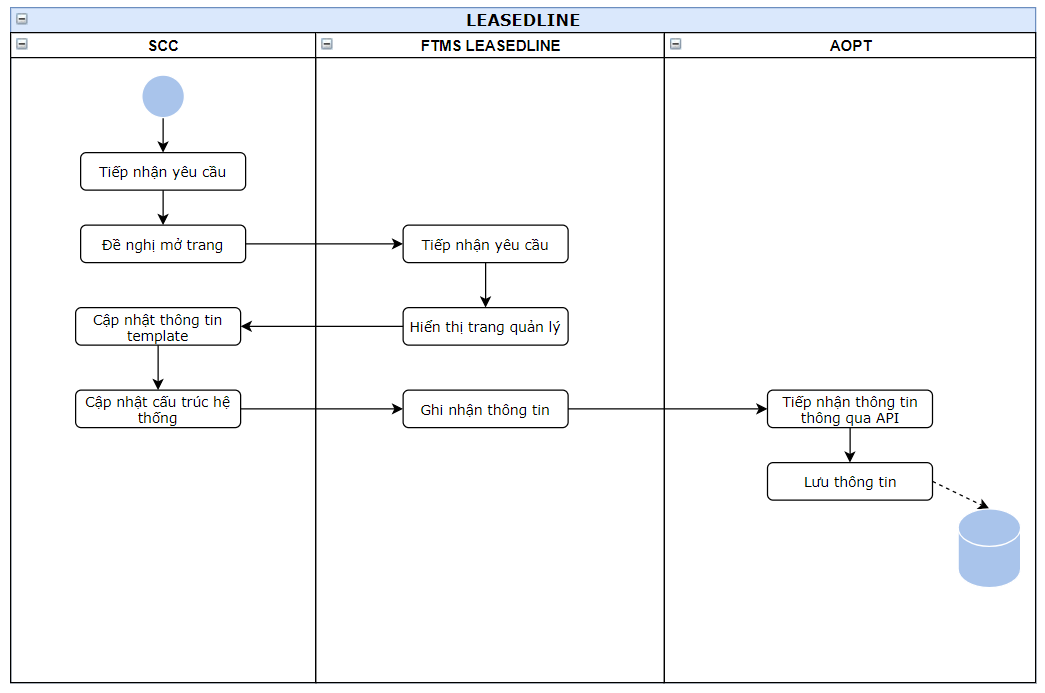 LEASEDLINE
SCC
FTMS LEASEDLINE
AOPT
Tiếp nhận yêu cầu
Đề nghị mở trang
Tiếp nhận yêu cầu
Cập nhật thông tin
template
Hiển thị trang quản lý
Cập nhật cấu trúc hệ
thống
Ghi nhận thông tin
Tiếp nhận thông tin
thông qua API
Lưu thông tin